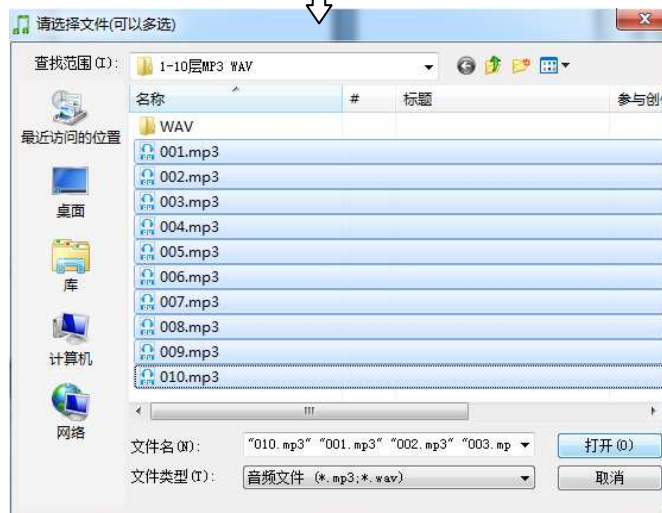 请选择文件(可以多选)
查找范围(I): 1-10层MP3 WAV
名称 # 标题 参与创
WAV
001.mp3
002.mp3
003.mp3
004.mp3
005.mp3
006.mp3
007.mp3
008.mp3
009.mp3
010.mp3
最近访问的位置
桌面
库
计算机
网络
文件名(N): "010.mp3" "001.mp3" "002.mp3" "003.mp 打开(O)
文件类型(T): 音频文件 (*.mp3;*.wav) 取消